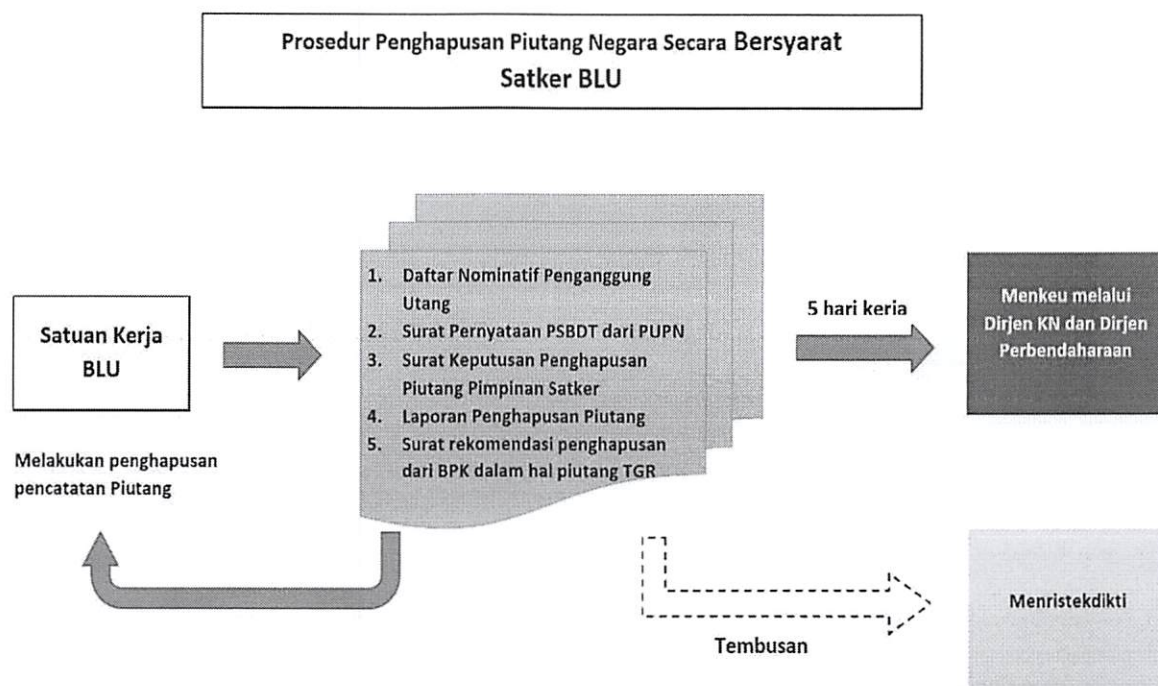 Prosedur Penghapusan Piutang Negara Secara Bersyarat
Satker BLU
Satuan Kerja
BLU
Melakukan penghapusan
pencatatan Piutang
1. Daftar Nominatif Penganggung
Utang
2. Surat Pernyataan PSBDT dari PUPN
3. Surat Keputusan Penghapusan
Piutang Pimpinan Satker
4. Laporan Penghapusan Piutang
5. Surat rekomendasi penghapusan
dari BPK dalam hal piutang TGR
5 hari kerja
Menkeu melalui
Dirjen KN dan Dirjen
Perbendaharaan
Tembusan
Menristekdikti